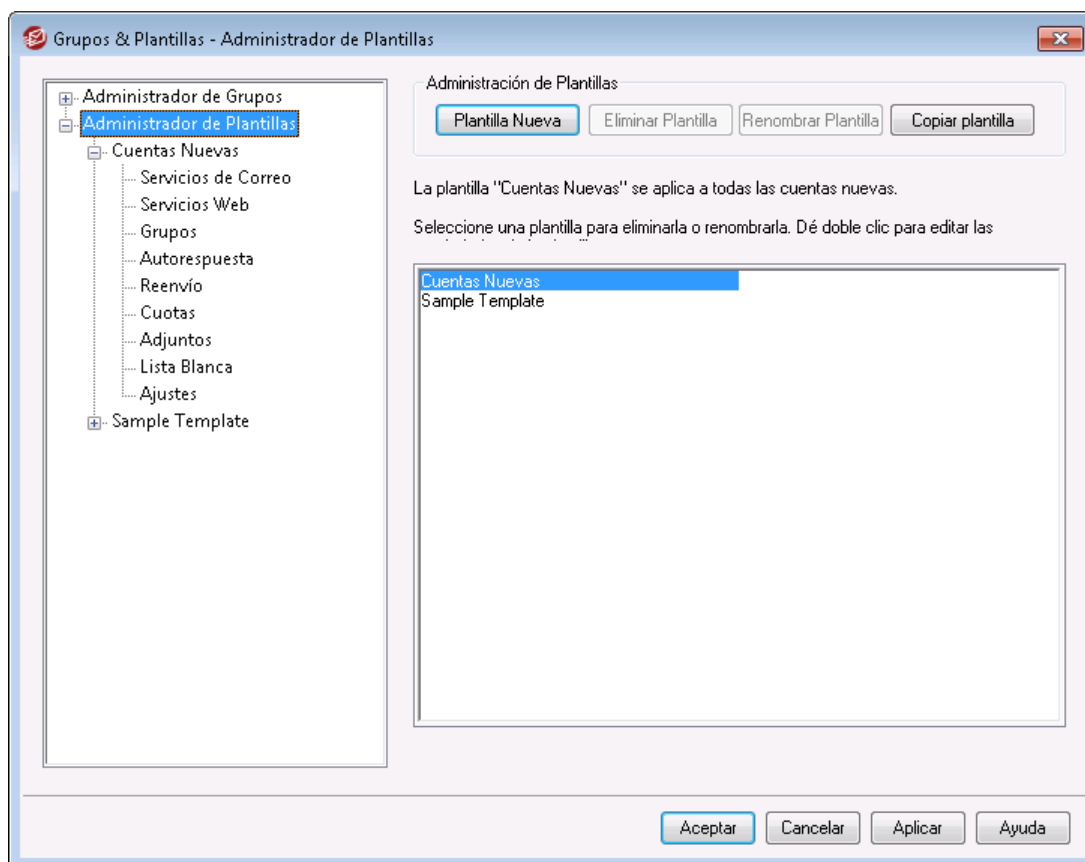 Grupos & Plantillas - Administrador de Plantillas
Administrador de Grupos
Administrador de Plantillas
Cuentas Nuevas
Servicios de Correo
Servicios Web
Grupos
Autorespuesta
Reenvío
Cuotas
Adjuntos
Lista Blanca
Ajustes
Sample Template
Administración de Plantillas
Plantilla Nueva
Eliminar Plantilla
Renombrar Plantilla
Copiar plantilla
La plantilla "Cuentas Nuevas" se aplica a todas las cuentas nuevas.
Seleccione una plantilla para eliminarla o renombrarla. Dé doble clic para editar las
Cuentas Nuevas
Sample Template
Aceptar
Cancelar
Aplicar
Ayuda